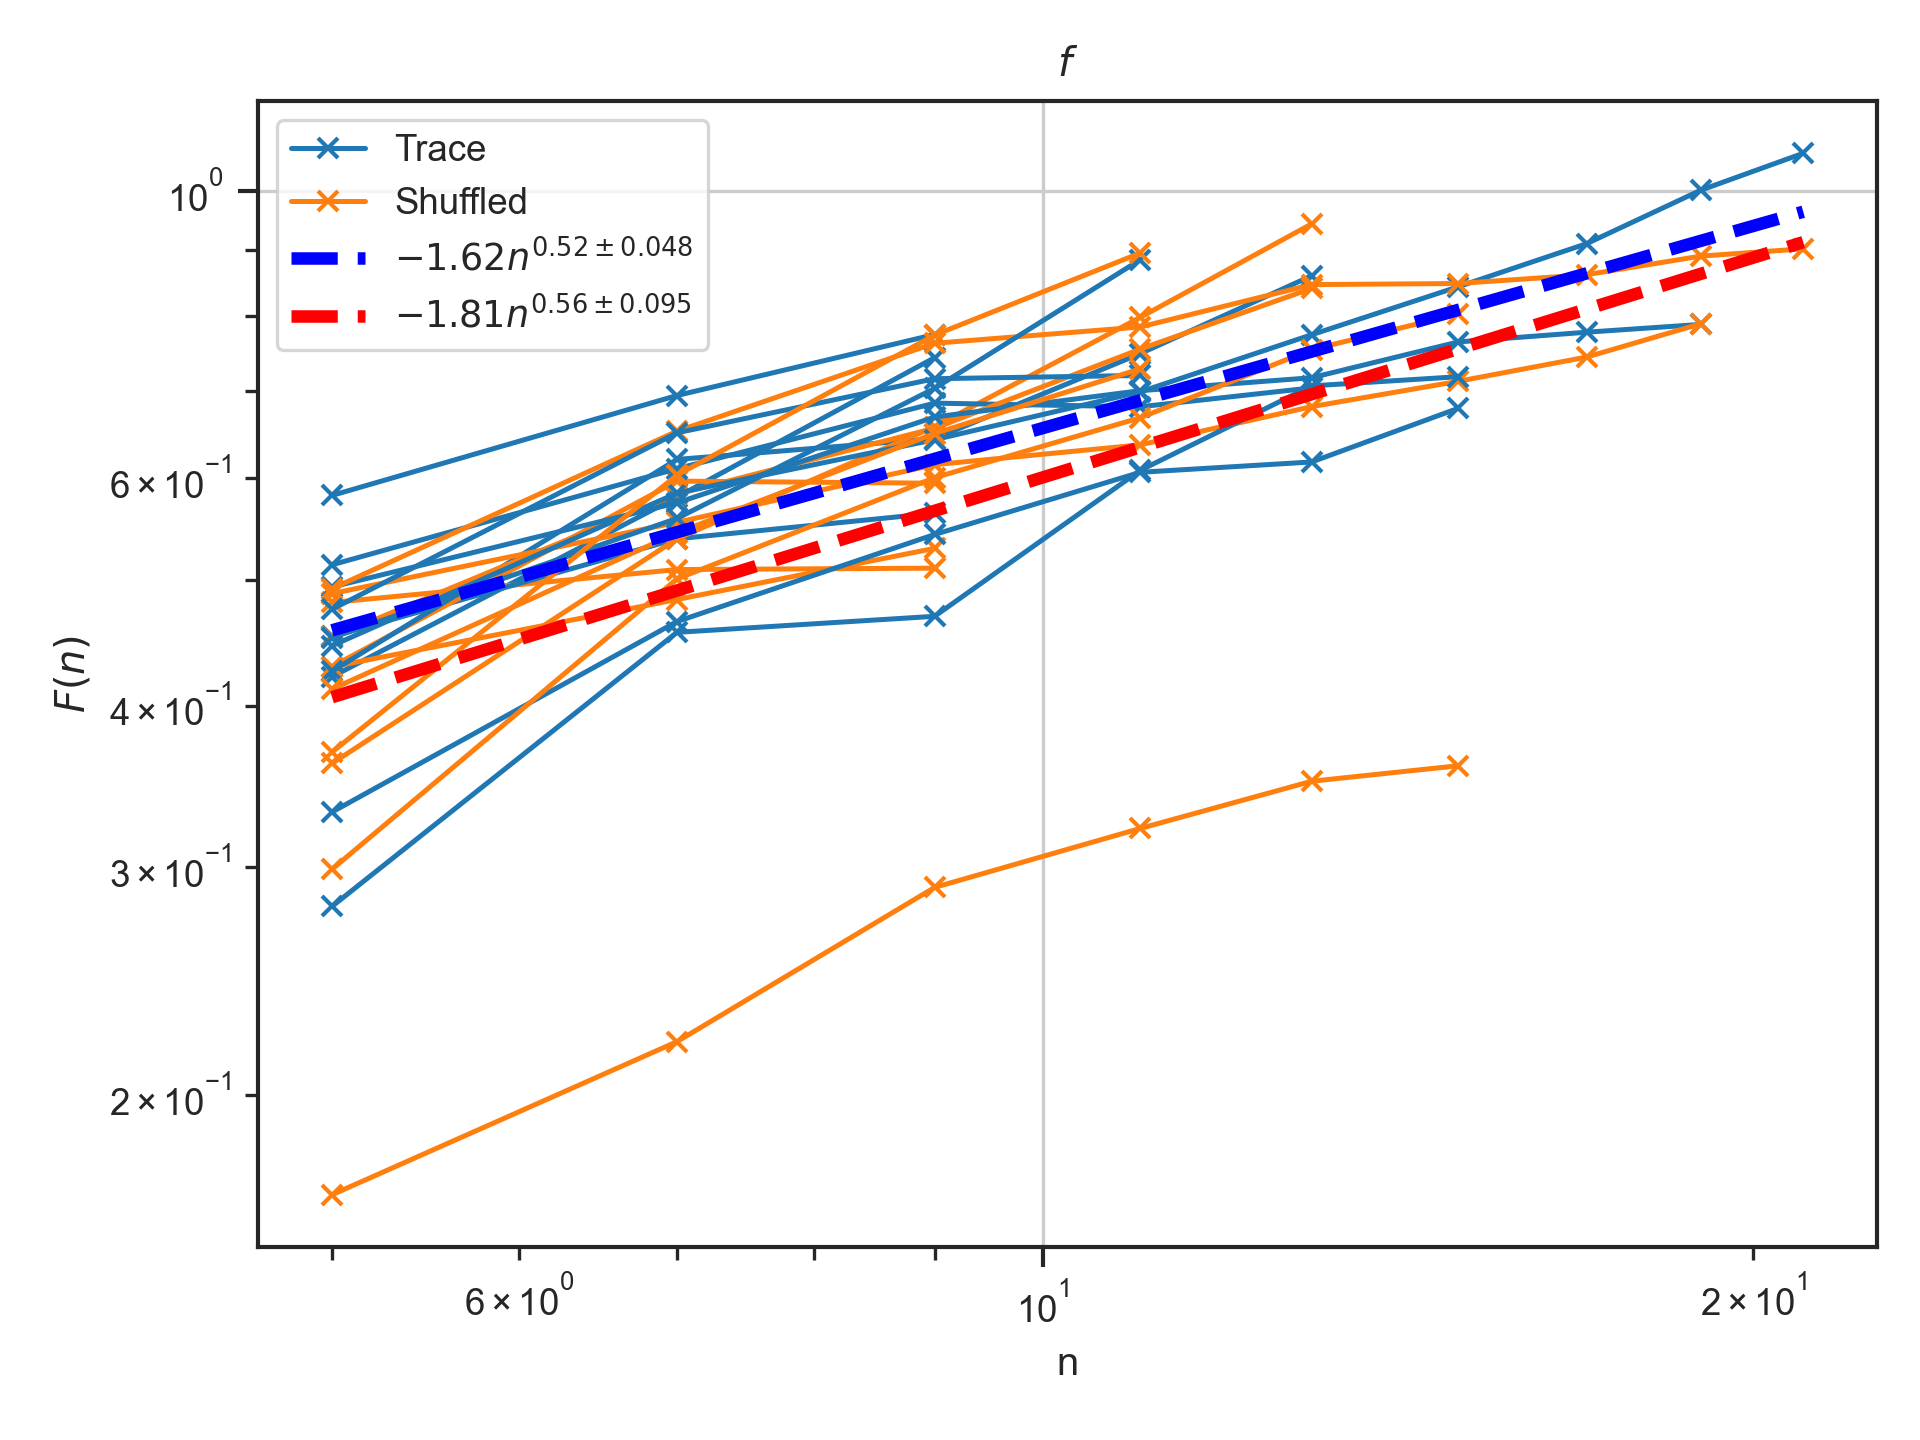 f
Trace
Shuffled
−1.62n^{0.52 ± 0.048}
−1.81n^{0.56 ± 0.095}
10^0
6 × 10^{−1}
4 × 10^{−1}
3 × 10^{−1}
2 × 10^{−1}
F(n)
6 × 10^0
10^1
2 × 10^1
n